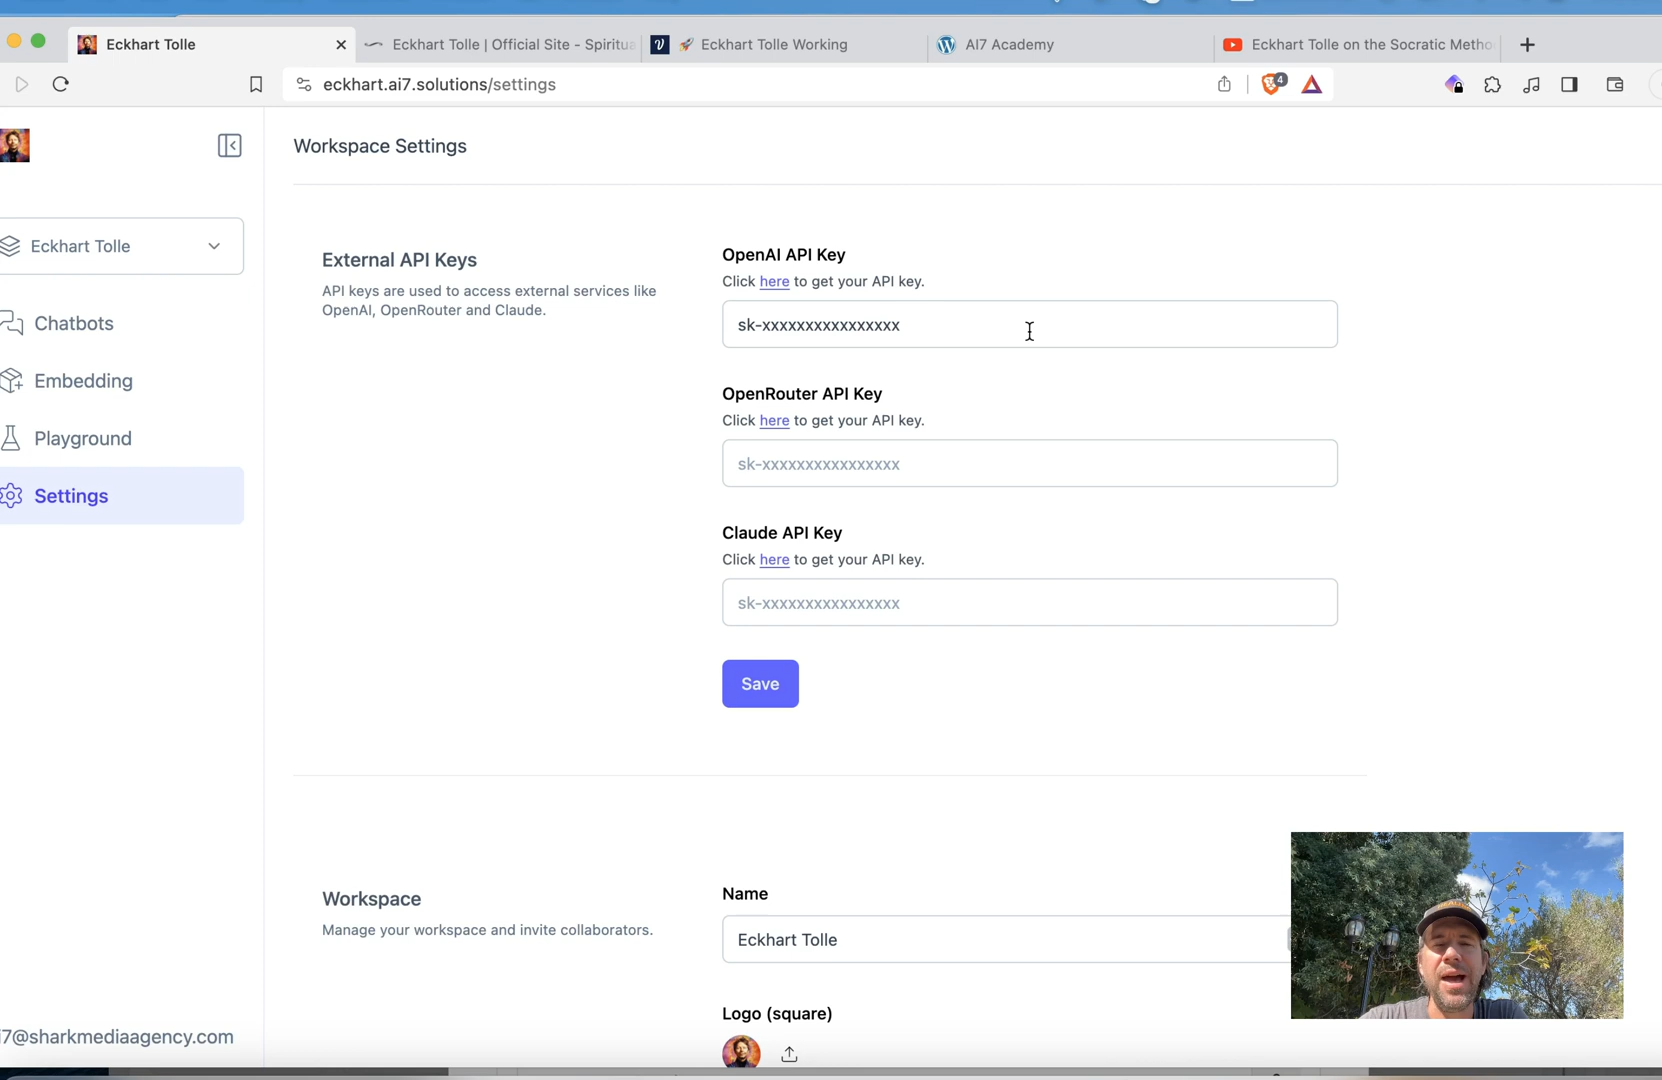 Eckhart Tolle
Eckhart Tolle | Official Site - Spiritua
Eckhart Tolle Working
AI7 Academy
Eckhart Tolle on the Socratic Metho
eckhart.ai7.solutions/settings
4
Workspace Settings
Eckhart Tolle
Chatbots
Embedding
Playground
Settings
External API Keys
API keys are used to access external services like
OpenAI, OpenRouter and Claude.
OpenAI API Key
Click here to get your API key.
sk-xxxxxxxxxxxxxxxx
OpenRouter API Key
Click here to get your API key.
sk-xxxxxxxxxxxxxxxx
Claude API Key
Click here to get your API key.
sk-xxxxxxxxxxxxxxxx
Save
Workspace
Manage your workspace and invite collaborators.
Name
Eckhart Tolle
Logo (square)
i7@sharkmediaagency.com